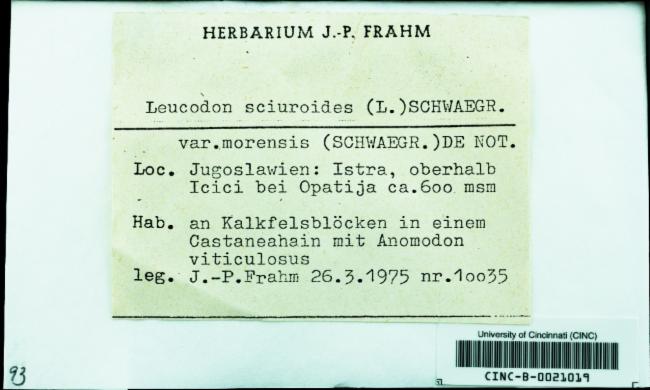 HERBARIUM J.-P. FRAHM
Leucodon sciuroides (L.)SCHWAEGR.
var.morensis (SCHWAEGR.)DE NOT.
Loc. Jugoslawien: Istra, oberhalb
Icici bei Opatija ca.6oo msm
Hab. an Kalkfelsblöcken in einem
Castaneahain mit Anomodon
viticulosus
leg. J.-P.Frahm 26.3.1975 nr.1oo35
University of Cincinnati (CINC)
CINC-B-0021019
93